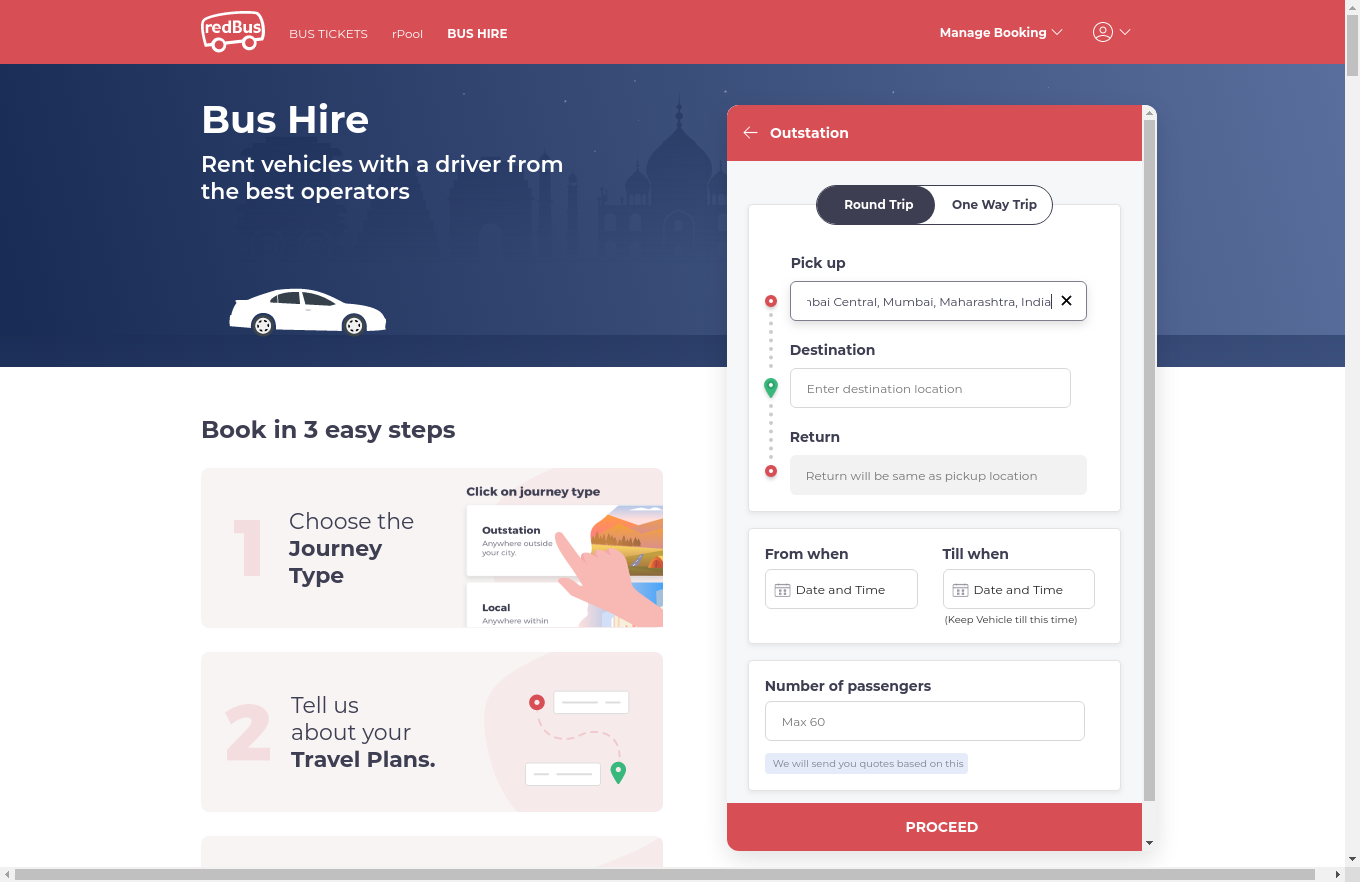 redBus
BUS TICKETS
rPool
BUS HIRE
Manage Booking
Bus Hire
Rent vehicles with a driver from
the best operators
Outstation
Round Trip
One Way Trip
Pick up
bai Central, Mumbai, Maharashtra, India
Destination
Enter destination location
Return
Return will be same as pickup location
From when
Till when
Date and Time
Date and Time
(Keep Vehicle till this time)
Number of passengers
Max 60
We will send you quotes based on this
PROCEED
Book in 3 easy steps
1
Choose the
Journey
Type
Click on journey type
Outstation
Anywhere outside
your city.
Local
Anywhere within
2
Tell us
about your
Travel Plans.